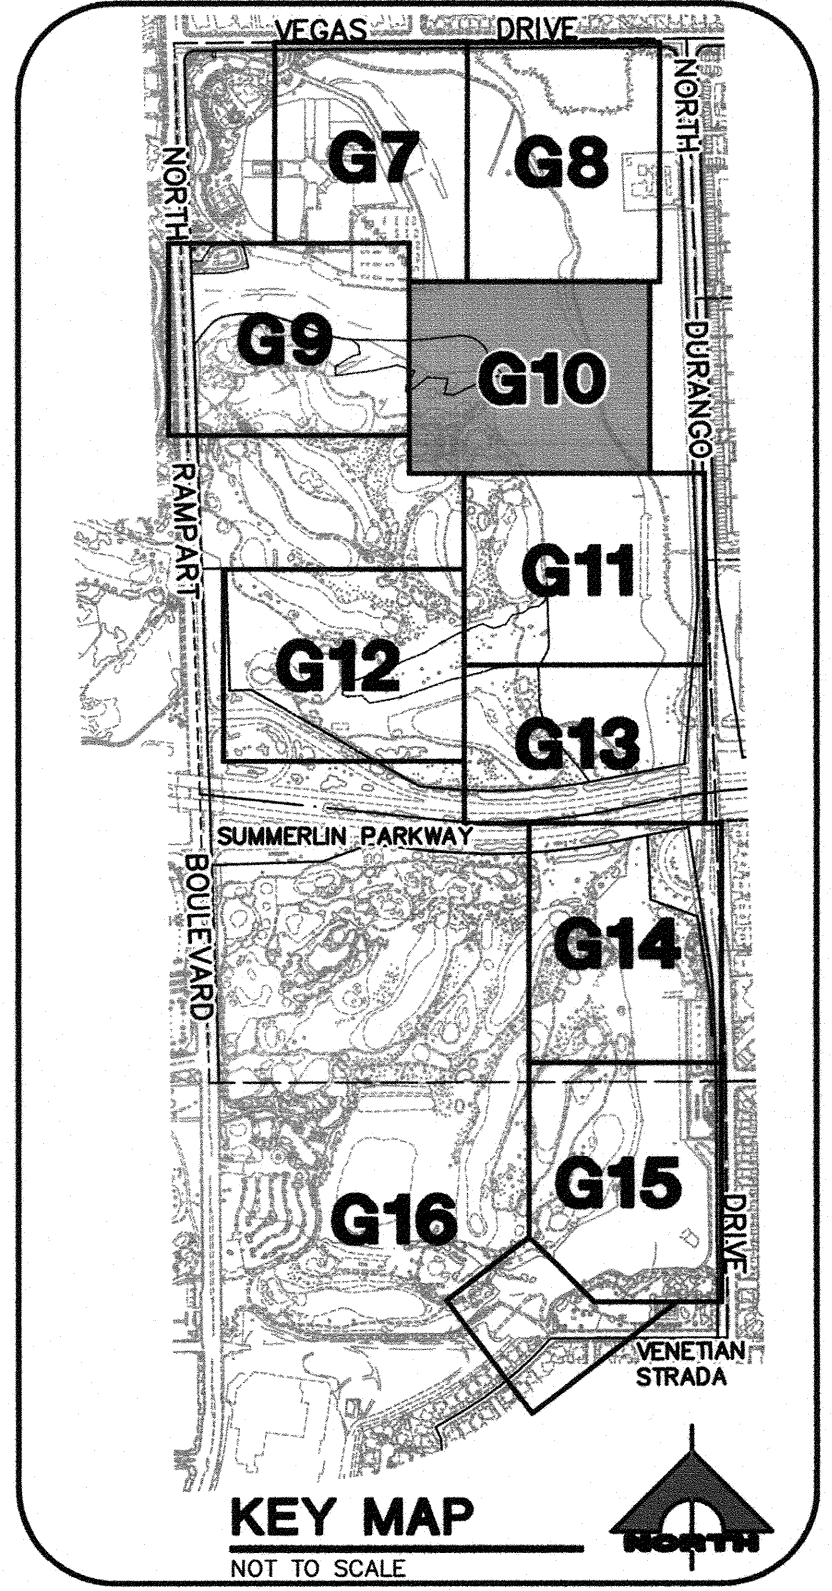 VEGAS DRIVE
NORTH
G7
G8
NORTH
G9
G10
DURANGO
RAMPART
G11
G12
G13
SUMMERLIN PARKWAY
BOULEVARD
G14
G15
G16
DRIVE
VENETIAN
STRADA
KEY MAP
NOT TO SCALE
NORTH